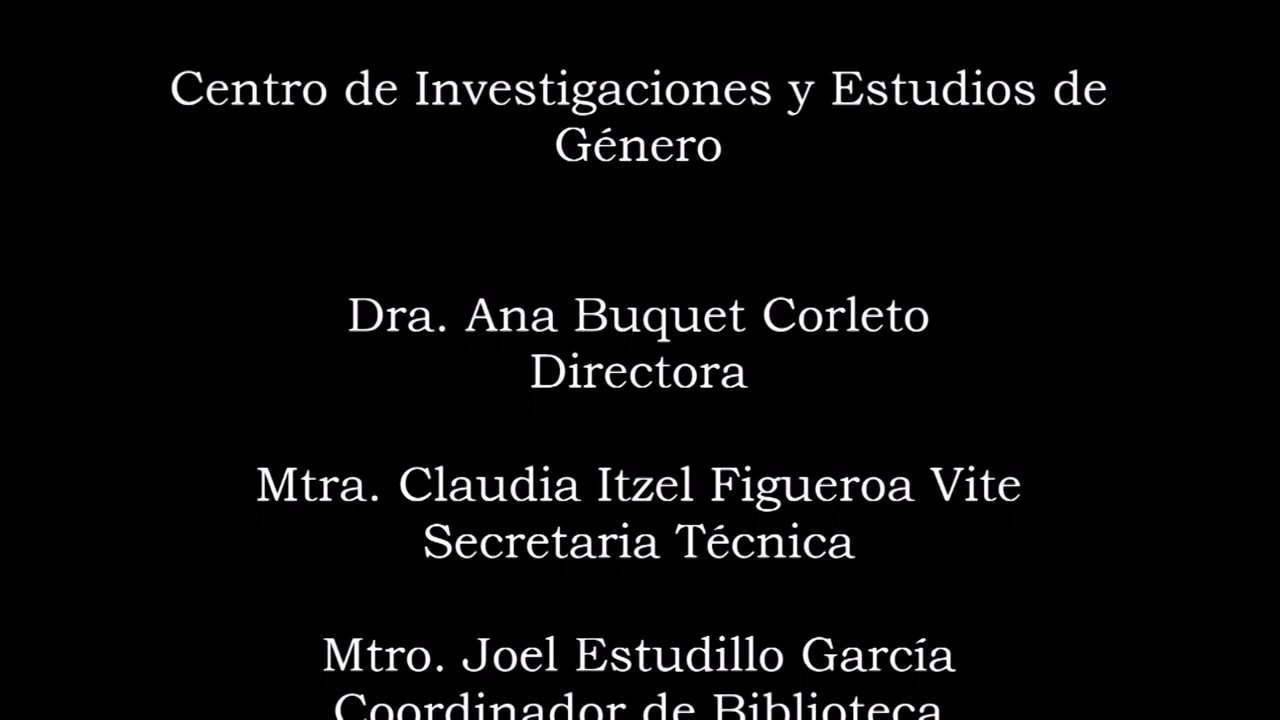 Centro de Investigaciones y Estudios de
Género
Dra. Ana Buquet Corleto
Directora
Mtra. Claudia Itzel Figueroa Vite
Secretaria Técnica
Mtro. Joel Estudillo García
Coordinador de Biblioteca